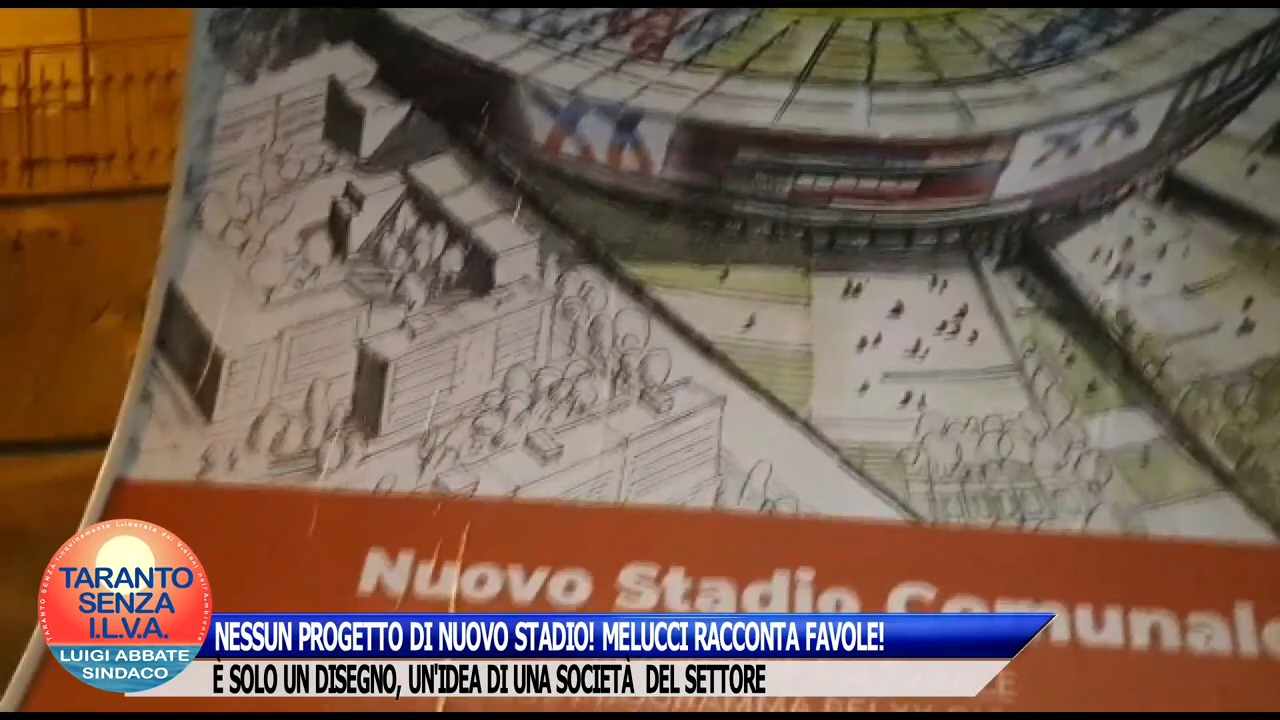 Nuovo Stadio Comunale
TARANTO
SENZA
I.L.V.A.
LUIGI ABBATE
SINDACO
NESSUN PROGETTO DI NUOVO STADIO! MELUCCI RACCONTA FAVOLE!
È SOLO UN DISEGNO, UN'IDEA DI UNA SOCIETÀ DEL SETTORE